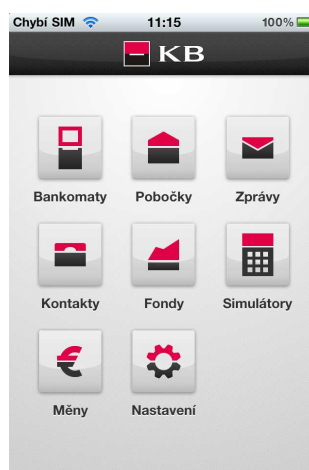 Chybí SIM 11:15 100%
KB
Bankomaty Pobočky Zprávy
Kontakty Fondy Simulátory
€
Měny Nastavení